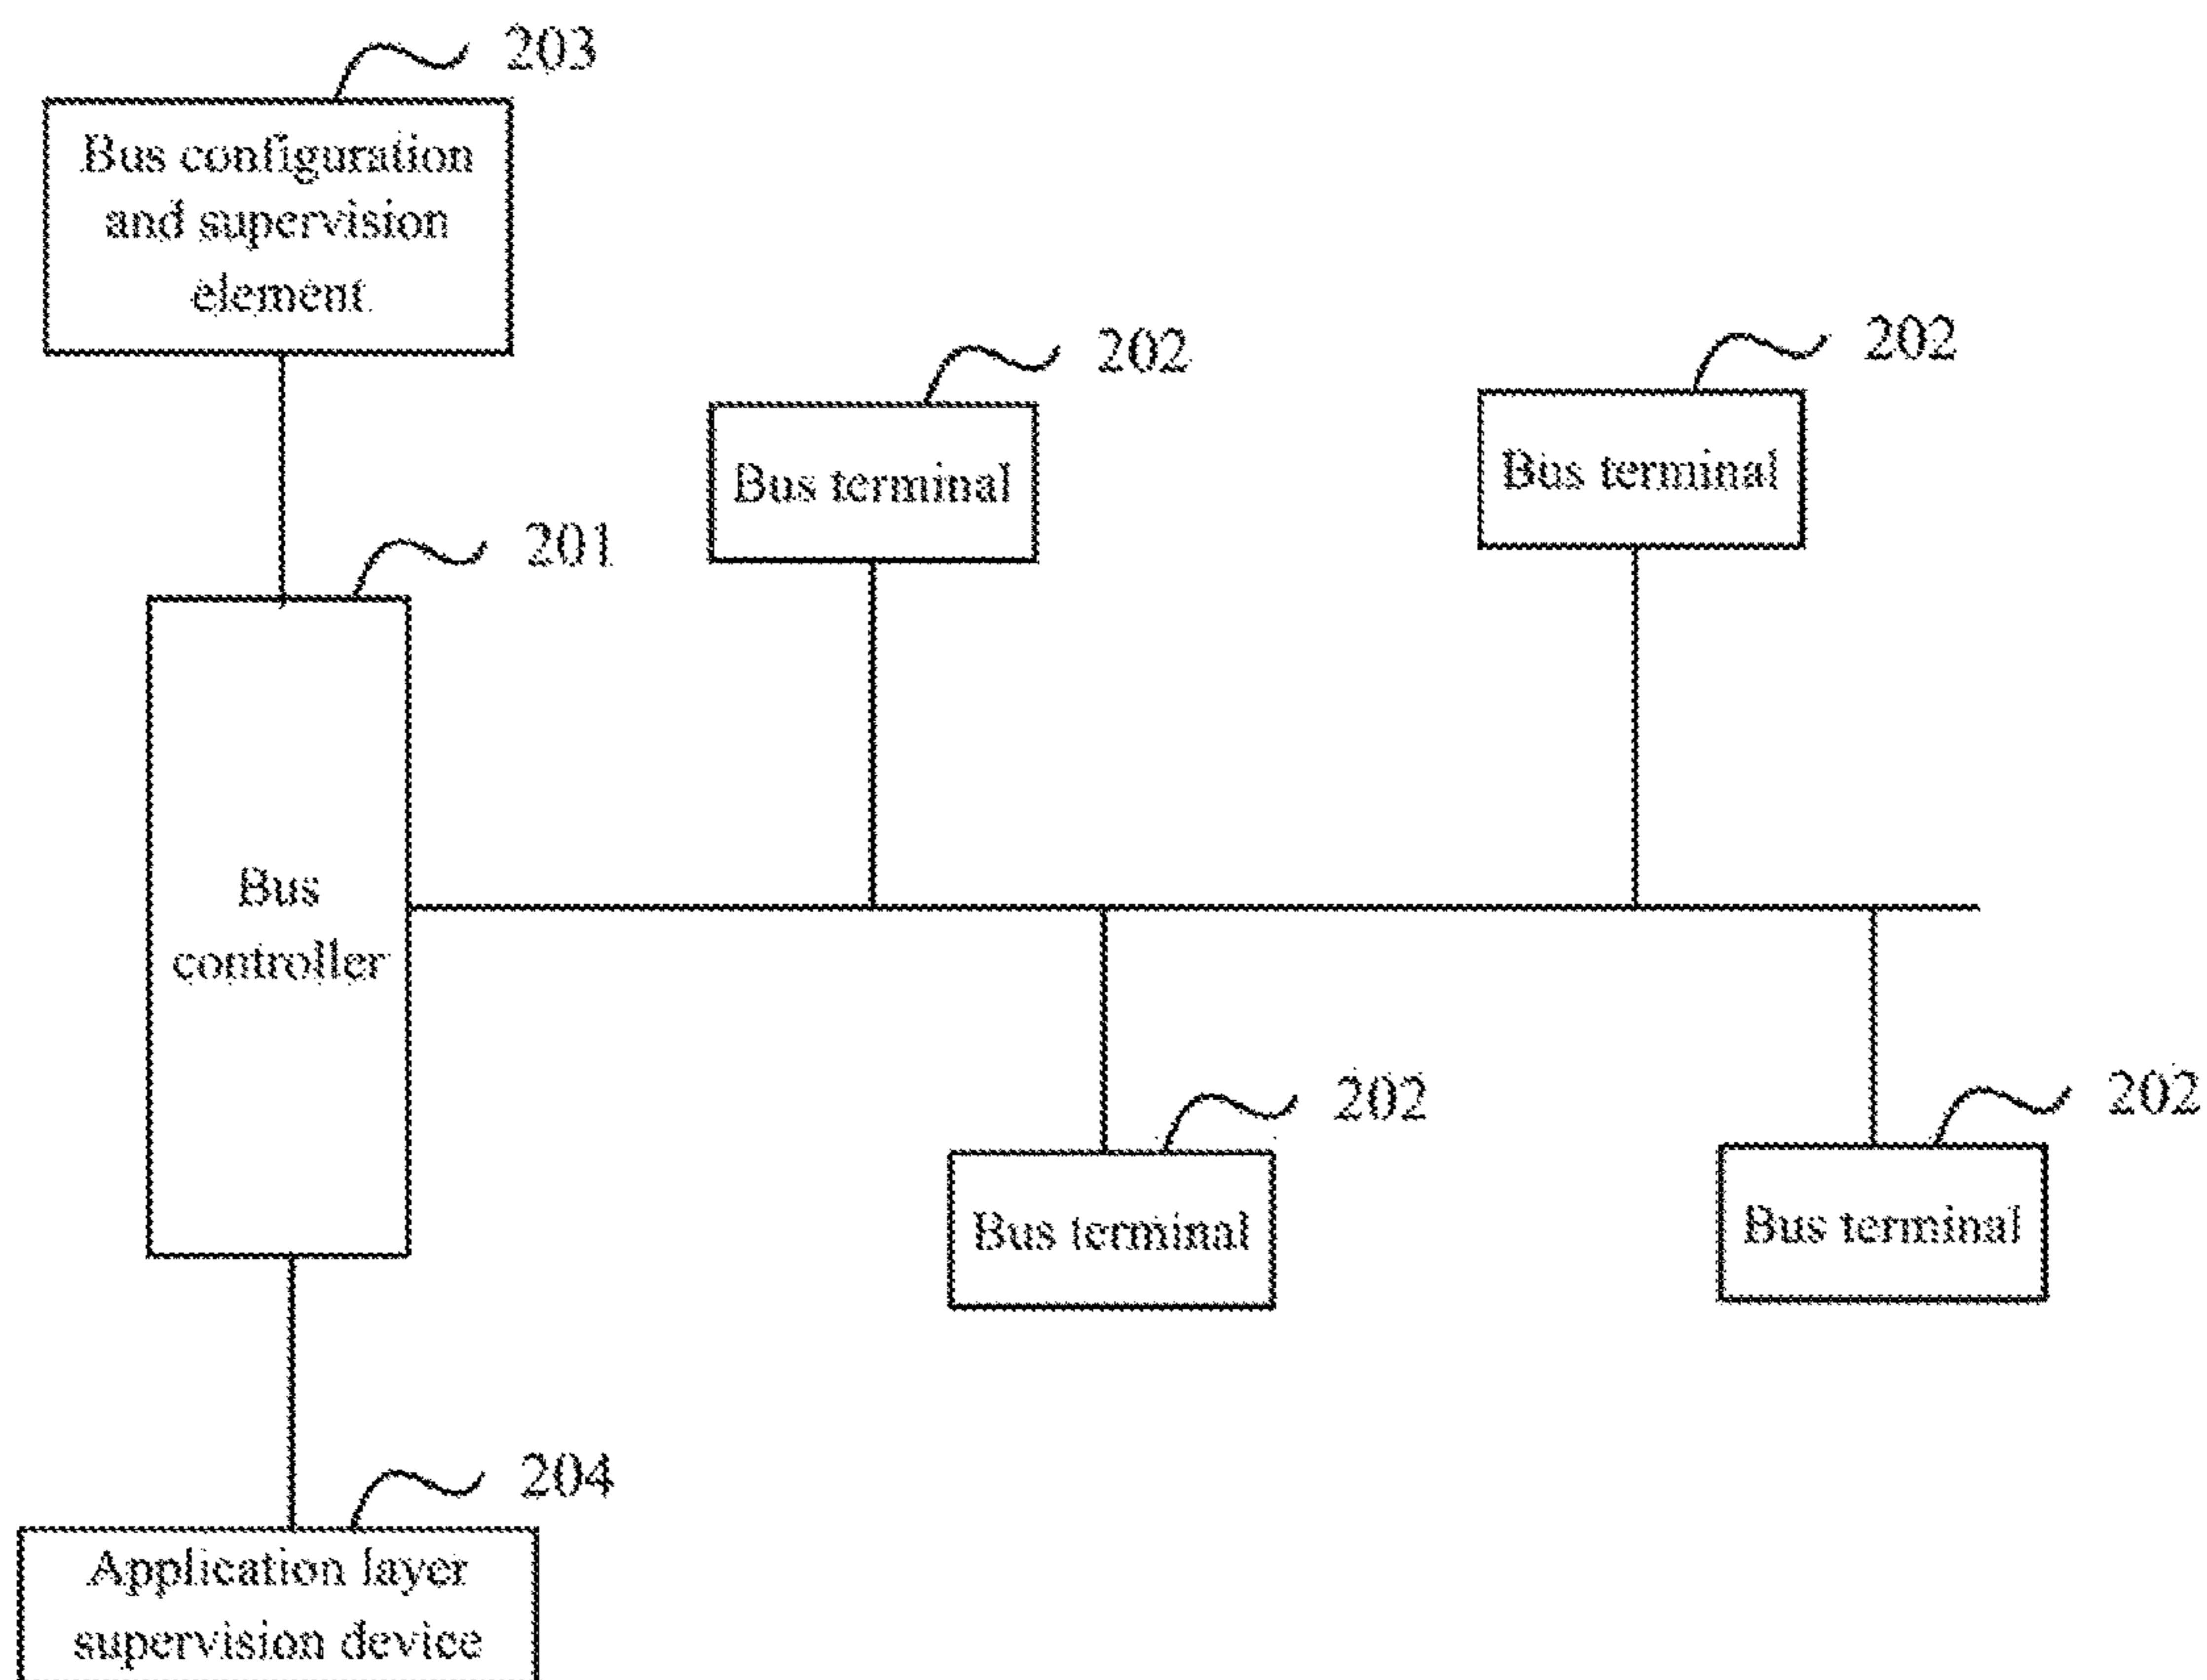 203
Bus configuration
and supervision
element
202
202
Bus terminal
Bus terminal
201
Bus
controller
202
202
Bus terminal
Bus terminal
204
Application layer
supervision device